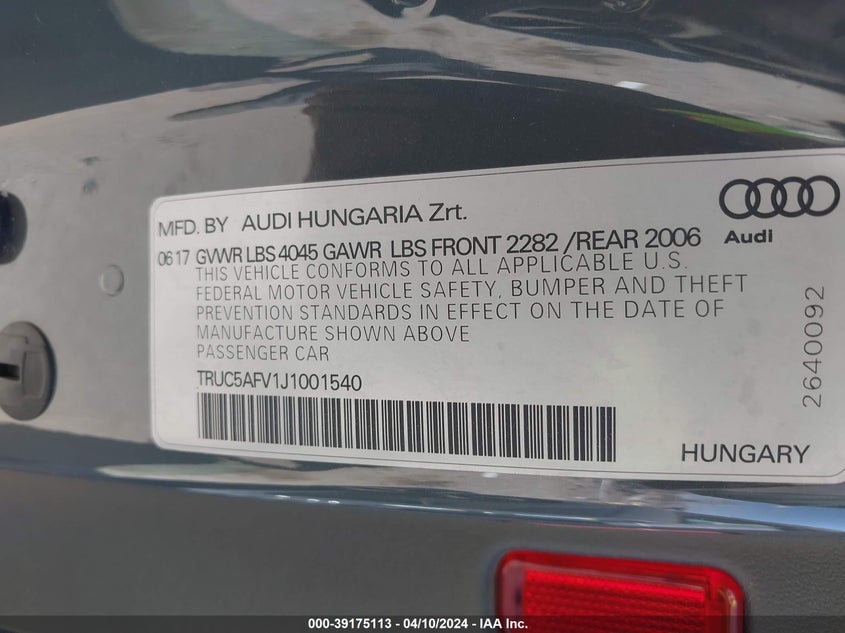 MFD. BY AUDI HUNGARIA Zrt.
Audi
06 17 GVWR LBS 4045 GAWR LBS FRONT 2282 /REAR 2006
THIS VEHICLE CONFORMS TO ALL APPLICABLE U.S.
FEDERAL MOTOR VEHICLE SAFETY, BUMPER AND THEFT
PREVENTION STANDARDS IN EFFECT ON THE DATE OF
MANUFACTURE SHOWN ABOVE
PASSENGER CAR
TRUC5AFV1J1001540
2640092
HUNGARY
000-39175113 - 04/10/2024 - IAA Inc.